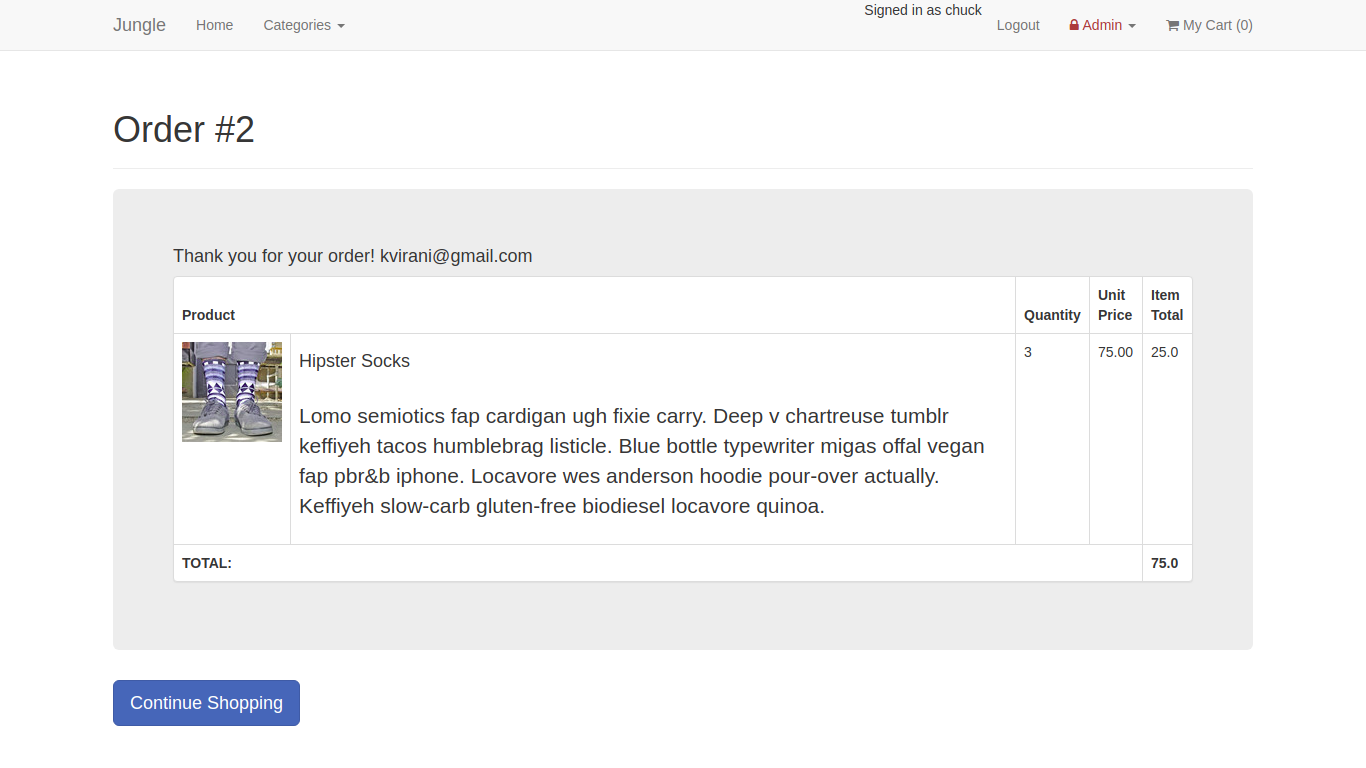 Jungle Home Categories Signed in as chuck Logout Admin My Cart (0)
Order #2
Thank you for your order! kvirani@gmail.com
Product Quantity Unit Price Item Total
Hipster Socks 3 75.00 25.0
Lomo semiotics fap cardigan ugh fixie carry. Deep v chartreuse tumblr
keffiyeh tacos humblebrag listicle. Blue bottle typewriter migas offal vegan
fap pbr&b iphone. Locavore wes anderson hoodie pour-over actually.
Keffiyeh slow-carb gluten-free biodiesel locavore quinoa.
TOTAL: 75.0
Continue Shopping